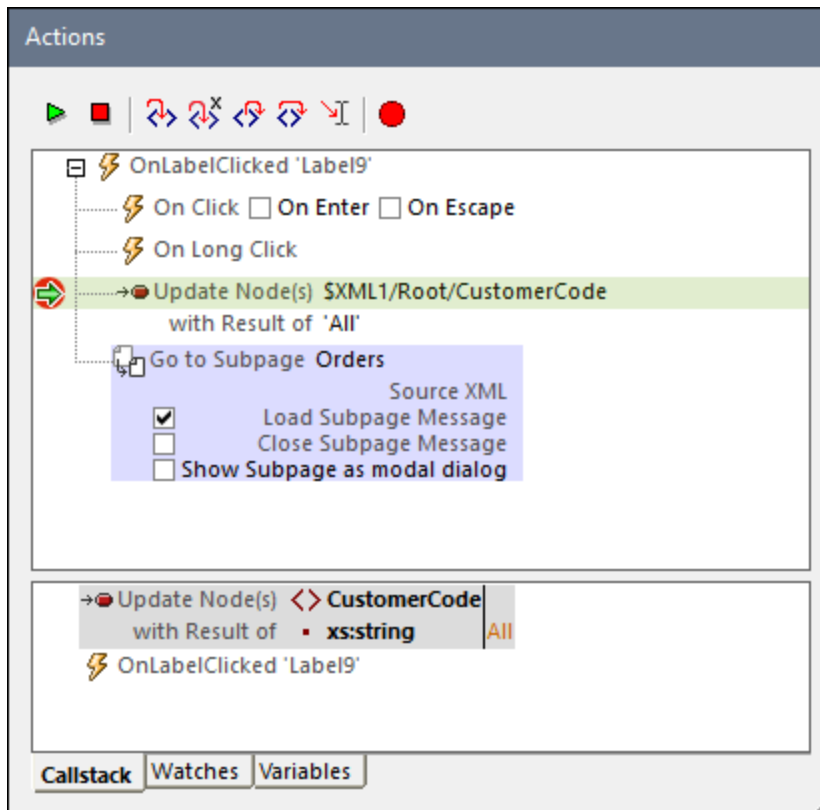 Actions
x
OnLabelClicked 'Label9'
On Click On Enter On Escape
On Long Click
Update Node(s) $XML1/Root/CustomerCode
with Result of 'All'
Go to Subpage Orders
Source XML
Load Subpage Message
Close Subpage Message
Show Subpage as modal dialog
Update Node(s) <> CustomerCode
with Result of xs:string All
OnLabelClicked 'Label9'
Callstack Watches Variables